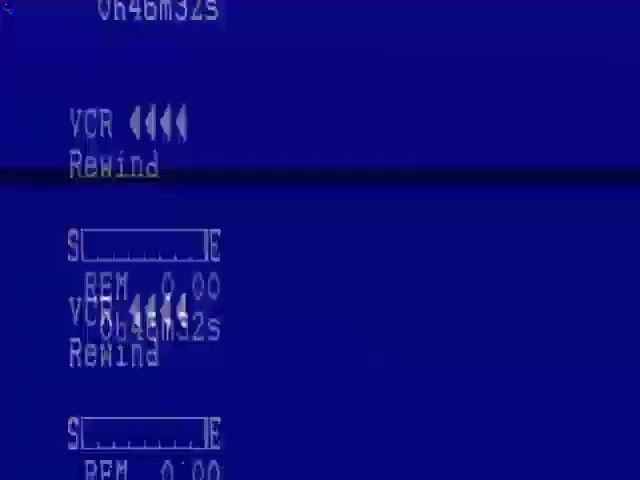 0h46m32s
VCR
Rewind
S E
REM 0.00
VCR
0h46m32s
Rewind
S E
REM 0:00